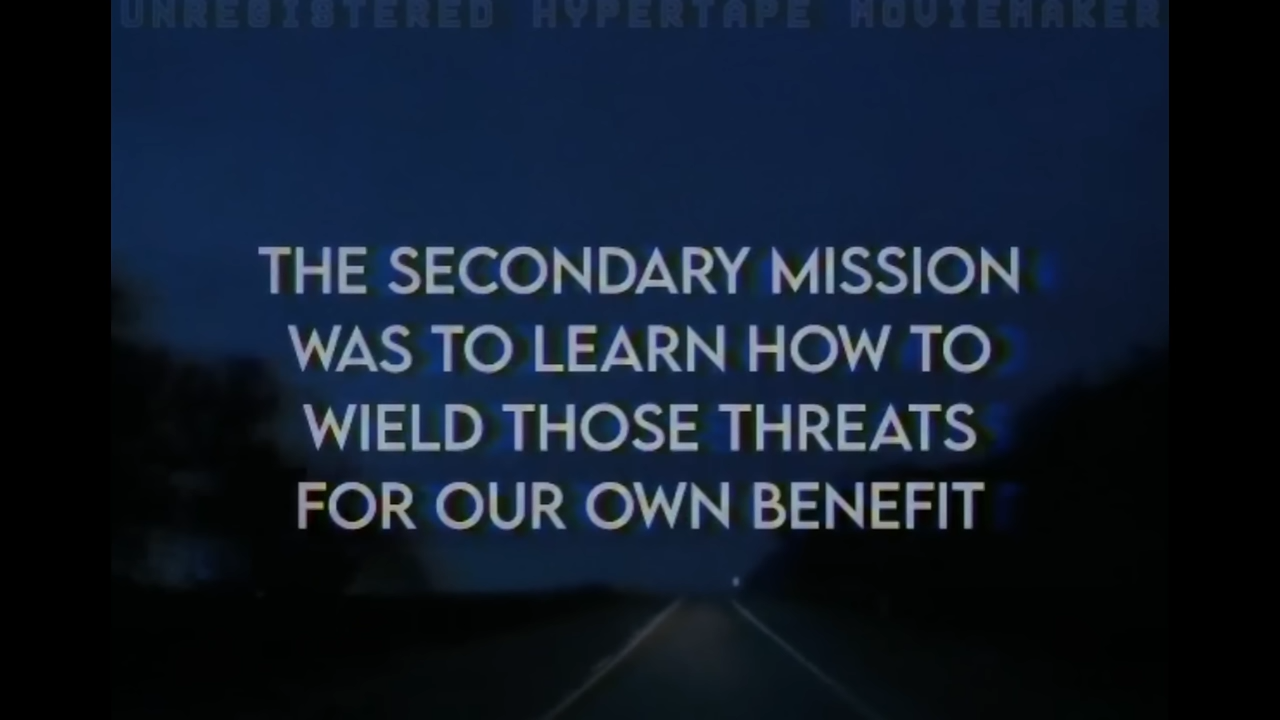 UNREGISTERED HYPERTAPE MOVIEMAKER
THE SECONDARY MISSION
WAS TO LEARN HOW TO
WIELD THOSE THREATS
FOR OUR OWN BENEFIT